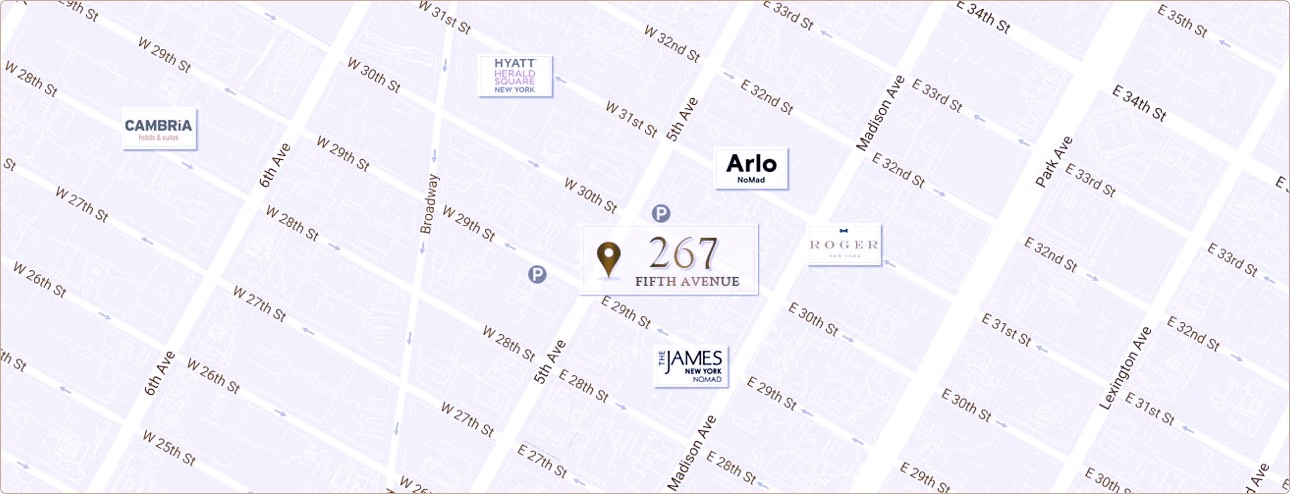 W 29th St
W 31st St
E 33rd St
E 34th St
E 35th St
W 32nd St
W 29th St
W 28th St
W 30th St
HYATT
HERALD
SQUARE
NEW YORK
E 32nd St
E 33rd St
E 34th St
W 31st St
5th Ave
Madison Ave
CAMBRiA
hotels & suites
6th Ave
W 29th St
Arlo
NoMad
E 32nd St
Park Ave
E 33rd St
St
W 27th St
Broadway
W 30th St
P
W 28th St
W 29th St
267
FIFTH AVENUE
ROGER
NEW YORK
E 32nd St
E 33rd St
W 26th St
P
W 27th St
E 29th St
E 30th St
E 31st St
E 32nd St
W 28th St
THE JAMES
NEW YORK
NOMAD
5th Ave
Lexington Ave
th St
6th Ave
W 26th St
E 28th St
E 29th St
E 30th St
E 31st St
W 27th St
Madison Ave
W 25th St
E 27th St
E 28th St
E 29th St
E 30th St
W 26
d Ave